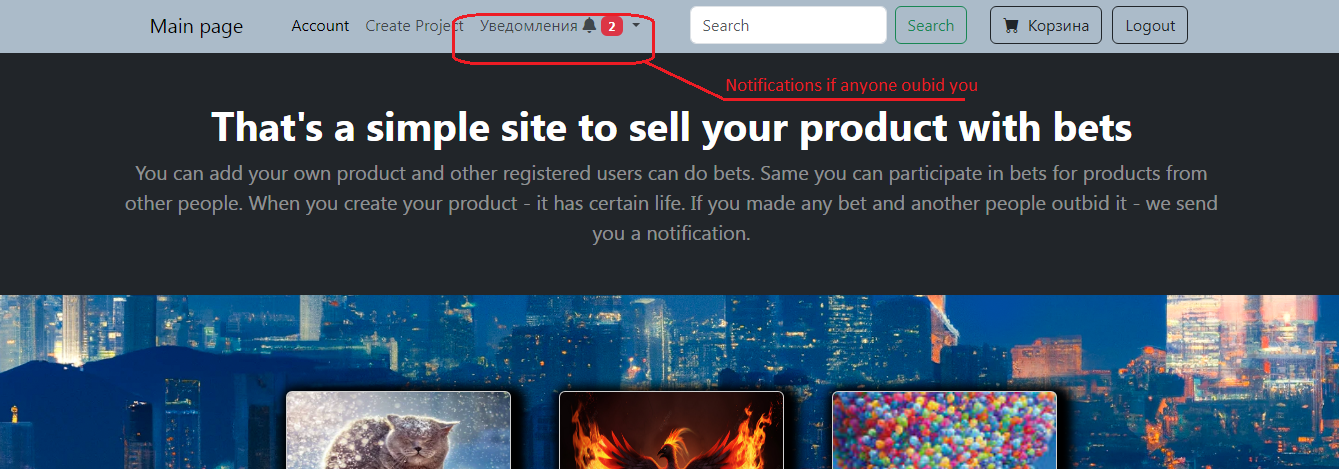 Main page Account Create Project Уведомления 2 Search Search Корзина Logout
Notifications if anyone oubid you
That's a simple site to sell your product with bets
You can add your own product and other registered users can do bets. Same you can participate in bets for products from
other people. When you create your product - it has certain life. If you made any bet and another people outbid it - we send
you a notification.